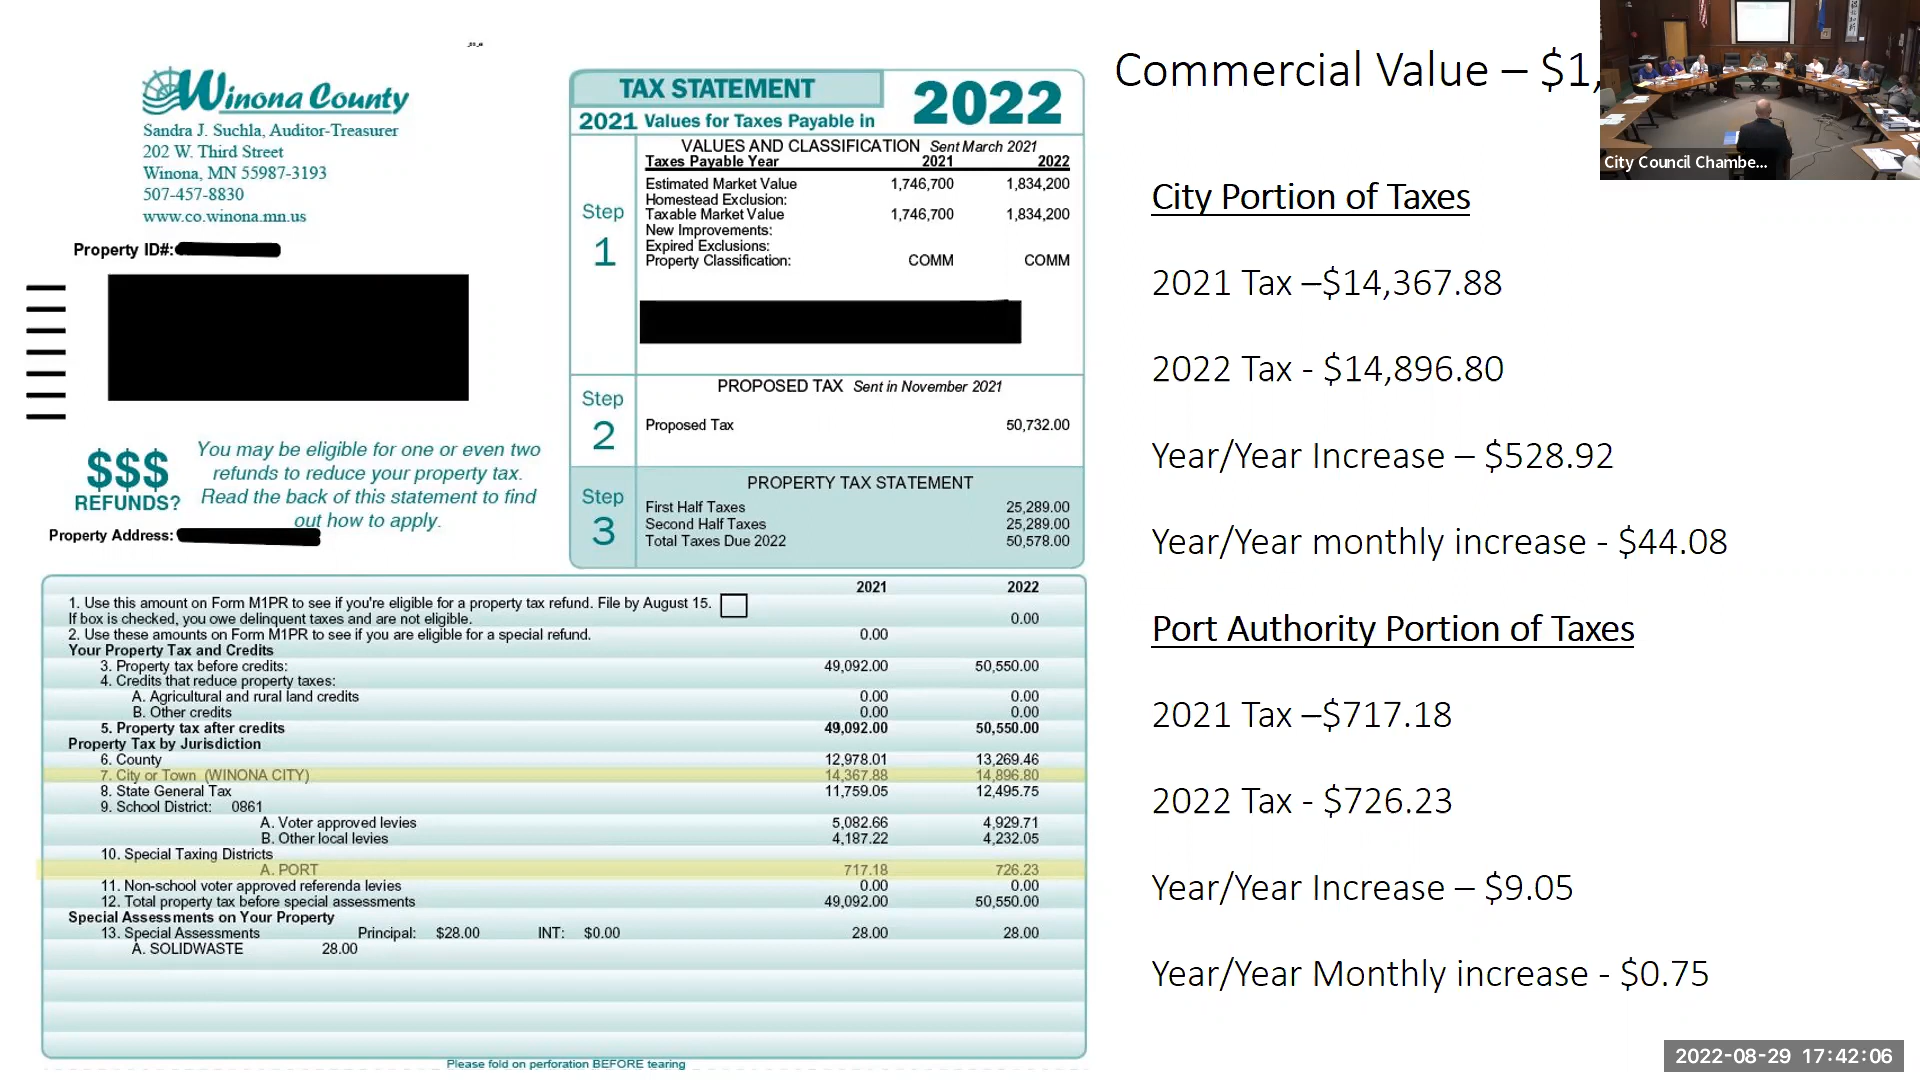 Winona County
Sandra J. Suchla, Auditor-Treasurer
202 W. Third Street
Winona, MN 55987-3193
507-457-8830
www.co.winona.mn.us
Property ID#:
$$$
REFUNDS?
You may be eligible for one or even two
refunds to reduce your property tax.
Read the back of this statement to find
out how to apply.
Property Address:
TAX STATEMENT 2022
2021 Values for Taxes Payable in
Step 1
VALUES AND CLASSIFICATION Sent March 2021
Taxes Payable Year 2021 2022
Estimated Market Value 1,746,700 1,834,200
Homestead Exclusion:
Taxable Market Value 1,746,700 1,834,200
New Improvements:
Expired Exclusions:
Property Classification: COMM COMM
Step 2
PROPOSED TAX Sent in November 2021
Proposed Tax 50,732.00
Step 3
PROPERTY TAX STATEMENT
First Half Taxes 25,289.00
Second Half Taxes 25,289.00
Total Taxes Due 2022 50,578.00
2021 2022
1. Use this amount on Form M1PR to see if you're eligible for a property tax refund. File by August 15.
If box is checked, you owe delinquent taxes and are not eligible. 0.00
2. Use these amounts on Form M1PR to see if you are eligible for a special refund. 0.00
Your Property Tax and Credits
3. Property tax before credits: 49,092.00 50,550.00
4. Credits that reduce property taxes:
A. Agricultural and rural land credits 0.00 0.00
B. Other credits 0.00 0.00
5. Property tax after credits 49,092.00 50,550.00
Property Tax by Jurisdiction
6. County 12,978.01 13,269.46
7. City or Town (WINONA CITY) 14,367.88 14,896.80
8. State General Tax 11,759.05 12,495.75
9. School District: 0861
A. Voter approved levies 5,082.66 4,929.71
B. Other local levies 4,187.22 4,232.05
10. Special Taxing Districts
A. PORT 717.18 726.23
11. Non-school voter approved referenda levies 0.00 0.00
12. Total property tax before special assessments 49,092.00 50,550.00
Special Assessments on Your Property
13. Special Assessments Principal: $28.00 INT: $0.00 28.00 28.00
A. SOLIDWASTE 28.00
Please fold on perforation BEFORE tearing
Commercial Value – $1,
City Portion of Taxes
2021 Tax –$14,367.88
2022 Tax - $14,896.80
Year/Year Increase – $528.92
Year/Year monthly increase - $44.08
Port Authority Portion of Taxes
2021 Tax –$717.18
2022 Tax - $726.23
Year/Year Increase – $9.05
Year/Year Monthly increase - $0.75
City Council Chambe...
2022-08-29 17:42:06